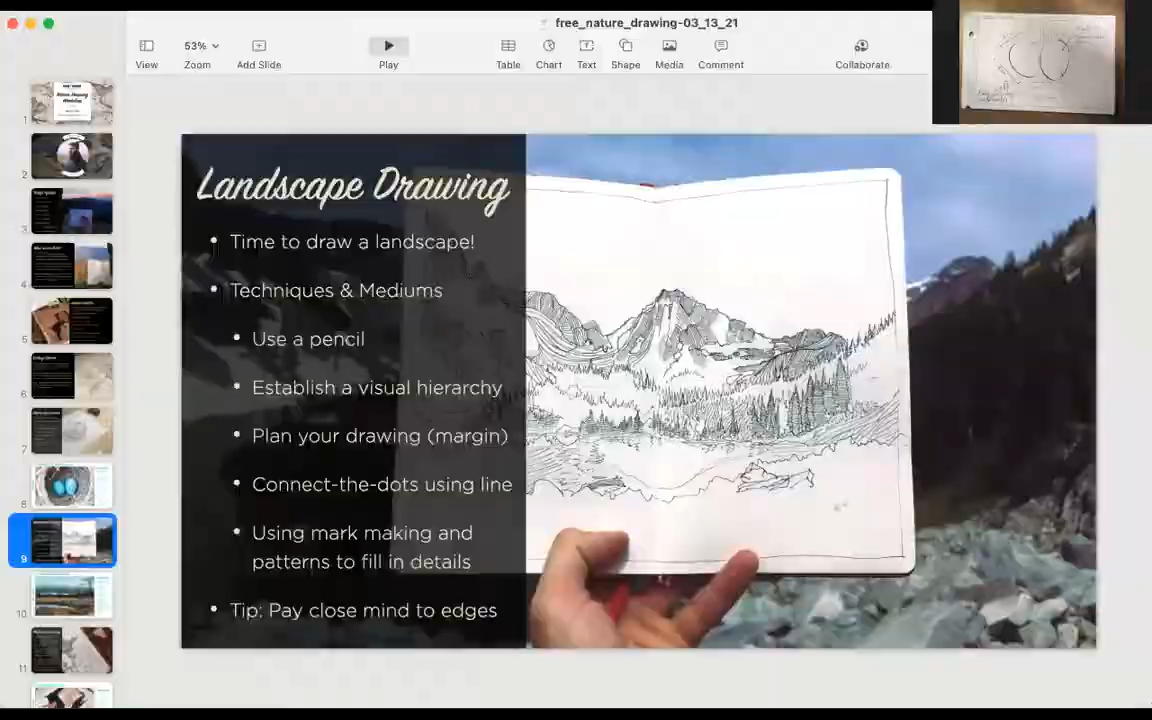 free_nature_drawing-03_13_21
53%
View
Zoom
Add Slide
Play
Table
Chart
Text
Shape
Media
Comment
Collaborate
1
2
3
4
5
6
7
8
9
10
11
Landscape Drawing
• Time to draw a landscape!
• Techniques & Mediums
• Use a pencil
• Establish a visual hierarchy
• Plan your drawing (margin)
• Connect-the-dots using line
• Using mark making and
patterns to fill in details
• Tip: Pay close mind to edges